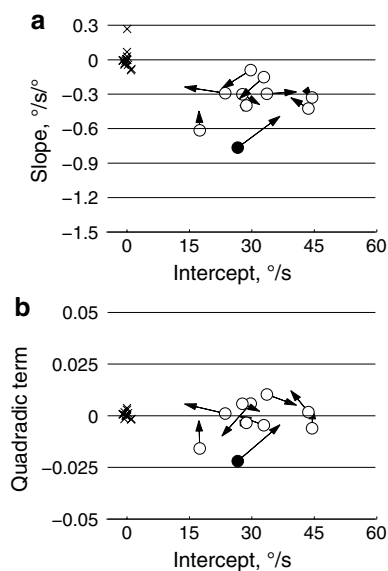 a
0.3
0
−0.3
−0.6
−0.9
−1.2
−1.5
Slope, °/s/°
0 15 30 45 60
Intercept, °/s
b
0.05
0.025
0
−0.025
−0.05
Quadradic term
0 15 30 45 60
Intercept, °/s